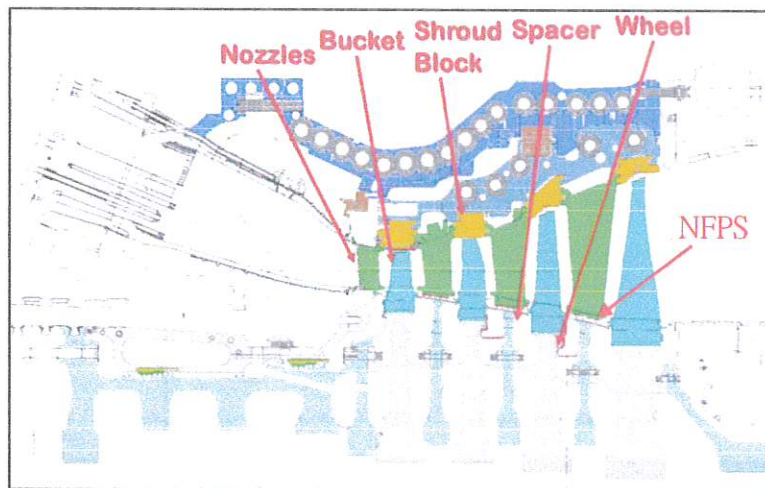 Nozzles
Bucket
Shroud
Block
Spacer
Wheel
NFPS